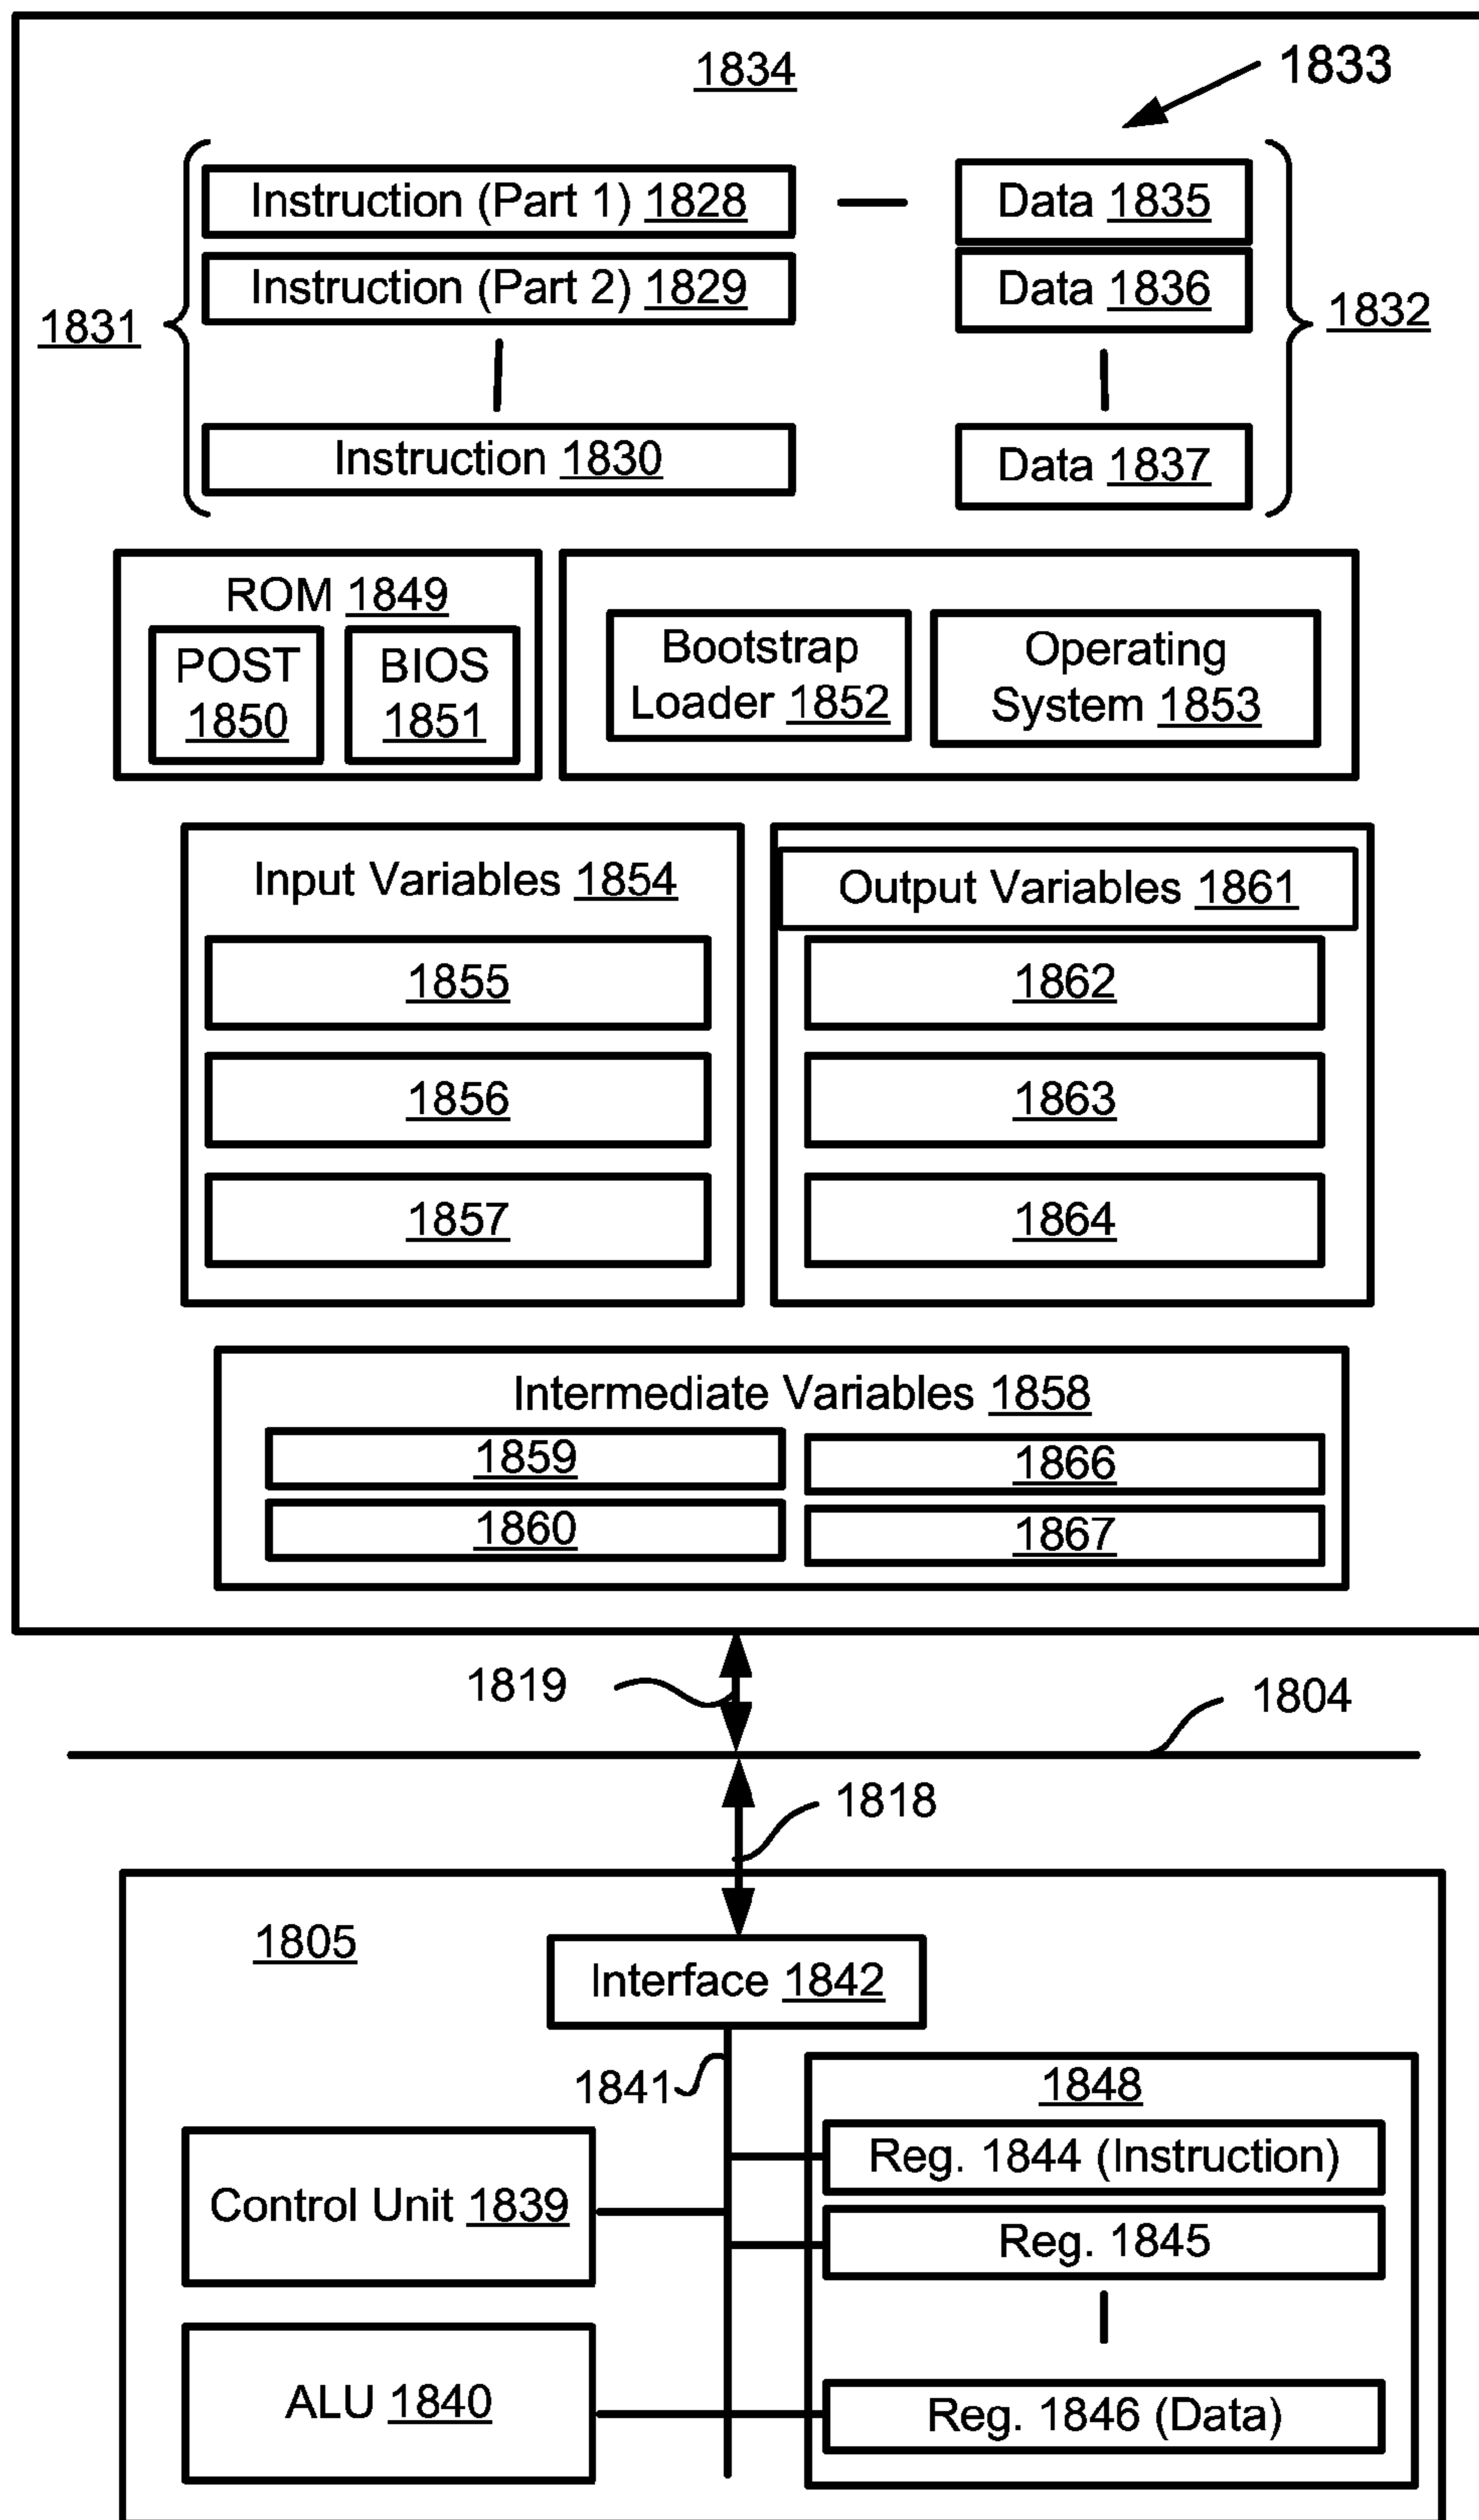 1834
1833
Instruction (Part 1) 1828
Data 1835
Instruction (Part 2) 1829
Data 1836
1831
1832
Instruction 1830
Data 1837
ROM 1849
POST
1850
BIOS
1851
Bootstrap
Loader 1852
Operating
System 1853
Input Variables 1854
1855
1856
1857
Output Variables 1861
1862
1863
1864
Intermediate Variables 1858
1859
1866
1860
1867
1819
1804
1818
1805
Interface 1842
1841
1848
Reg. 1844 (Instruction)
Control Unit 1839
Reg. 1845
ALU 1840
Reg. 1846 (Data)